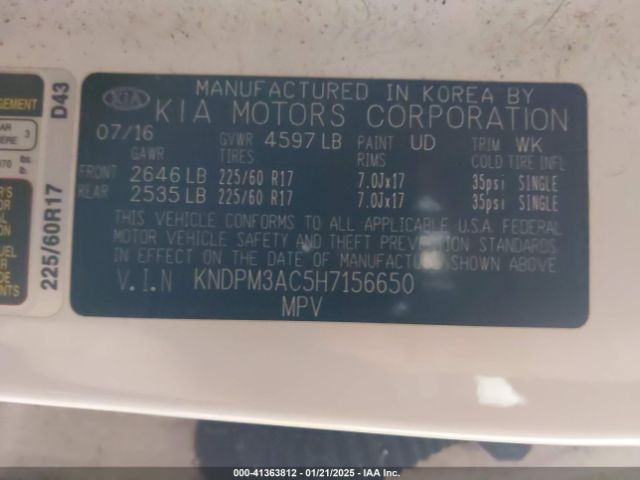 MANUFACTURED IN KOREA BY
KIA KIA MOTORS CORPORATION
07/16 GVWR 4597 LB PAINT UD TRIM WK
GAWR TIRES RIMS COLD TIRE INFL
FRONT 2646 LB 225/60 R17 7.0Jx17 35psi SINGLE
REAR 2535 LB 225/60 R17 7.0Jx17 35psi SINGLE
THIS VEHICLE CONFORMS TO ALL APPLICABLE U.S.A. FEDERAL
MOTOR VEHICLE SAFETY AND THEFT PREVENTION STANDARDS
IN EFFECT ON THE DATE OF MANUFACTURE SHOWN ABOVE.
V.I.N KNDPM3AC5H7156650
MPV
D43
225/60R17
000-41363812 - 01/21/2025 - IAA Inc.